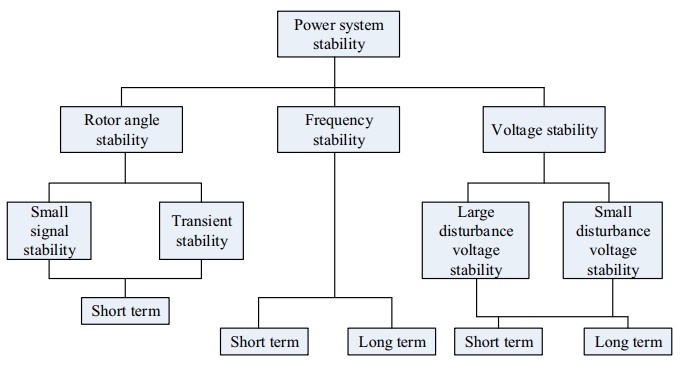 Power system
stability
Rotor angle
stability
Frequency
stability
Voltage stability
Small
signal
stability
Transient
stability
Large
disturbance
voltage
stability
Small
disturbance
voltage
stability
Short term
Short term
Long term
Short term
Long term